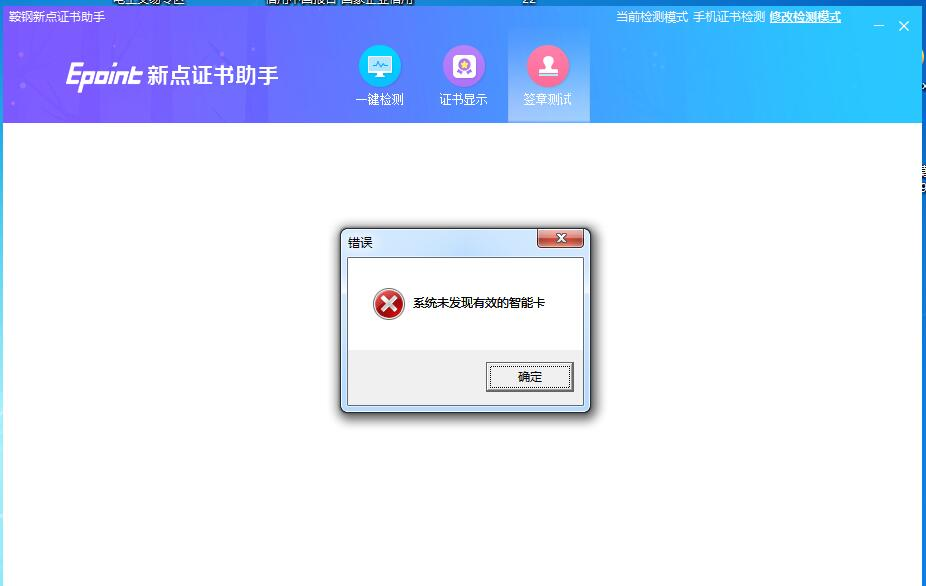 鞍钢新点证书助手
当前检测模式 手机证书检测 修改检测模式
Epoint 新点证书助手
一键检测
证书显示
签章测试
错误
系统未发现有效的智能卡
确定